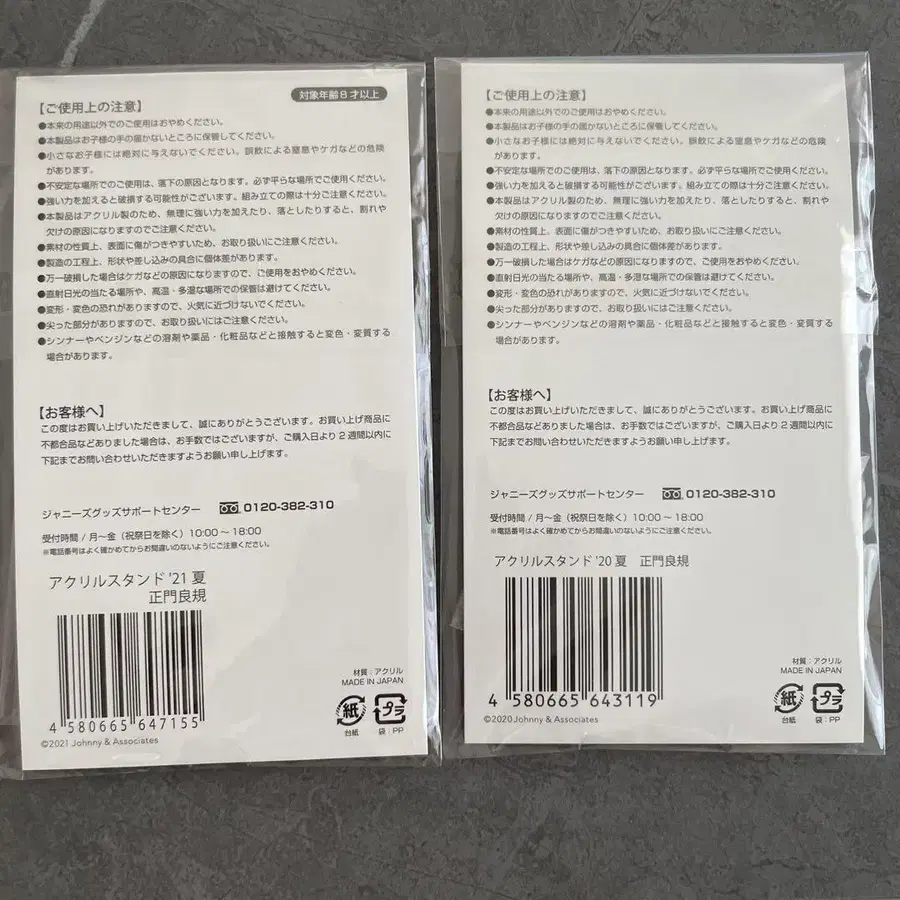 【ご使用上の注意】
対象年齢8才以上
●本来の用途以外でのご使用はおやめください。
●本製品はお子様の手の届かないところに保管してください。
●小さなお子様には絶対に与えないでください。誤飲による窒息やケガなどの危険
があります。
●不安定な場所でのご使用は、落下の原因となります。必ず平らな場所でご使用ください。
●強い力を加えると破損する可能性がございます。組み立ての際は十分ご注意ください。
●本製品はアクリル製のため、無理に強い力を加えたり、落としたりすると、割れや
欠けの原因になりますのでご注意ください。
●素材の性質上、表面に傷がつきやすいため、お取り扱いにご注意ください。
●製造の工程上、形状や差し込みの具合に個体差があります。
●万一破損した場合はケガなどの原因になりますので、ご使用をおやめください。
●直射日光の当たる場所や、高温・多湿な場所での保管は避けてください。
●変形・変色の恐れがありますので、火気に近づけないでください。
●尖った部分がありますので、お取り扱いにはご注意ください。
●シンナーやベンジンなどの溶剤や薬品・化粧品などと接触すると変色・変質する
場合があります。
【お客様へ】
この度はお買い上げいただきまして、誠にありがとうございます。お買い上げ商品に
不都合品などありました場合は、お手数ではございますが、ご購入日より2週間以内に
下記までお問い合わせいただきますようお願い申し上げます。
ジャニーズグッズサポートセンター 0120-382-310
受付時間 / 月〜金（祝祭日を除く）10:00〜18:00
※電話番号はよく確かめてからお間違いのないようにご注意ください。
アクリルスタンド '21 夏
正門良規
4 580665 647155
©2021 Johnny & Associates
材質：アクリル
MADE IN JAPAN
紙
プラ
台紙
袋：PP
【ご使用上の注意】
●本来の用途以外でのご使用はおやめください。
●本製品はお子様の手の届かないところに保管してください。
●小さなお子様には絶対に与えないでください。誤飲による窒息やケガなどの危険
があります。
●不安定な場所でのご使用は、落下の原因となります。必ず平らな場所でご使用ください。
●強い力を加えると破損する可能性がございます。組み立ての際は十分ご注意ください。
●本製品はアクリル製のため、無理に強い力を加えたり、落としたりすると、割れや
欠けの原因になりますのでご注意ください。
●素材の性質上、表面に傷がつきやすいため、お取り扱いにご注意ください。
●製造の工程上、形状や差し込みの具合に個体差があります。
●万一破損した場合はケガなどの原因になりますので、ご使用をおやめください。
●直射日光の当たる場所や、高温・多湿な場所での保管は避けてください。
●変形・変色の恐れがありますので、火気に近づけないでください。
●尖った部分がありますので、お取り扱いにはご注意ください。
●シンナーやベンジンなどの溶剤や薬品・化粧品などと接触すると変色・変質する
場合があります。
【お客様へ】
この度はお買い上げいただきまして、誠にありがとうございます。お買い上げ商品に
不都合品などありました場合は、お手数ではございますが、ご購入日より2週間以内に
下記までお問い合わせいただきますようお願い申し上げます。
ジャニーズグッズサポートセンター 0120-382-310
受付時間 / 月〜金（祝祭日を除く）10:00〜18:00
※電話番号はよく確かめてからお間違いのないようにご注意ください。
アクリルスタンド '20 夏 正門良規
4 580665 643119
©2020 Johnny & Associates
材質：アクリル
MADE IN JAPAN
紙
プラ
台紙
袋：PP